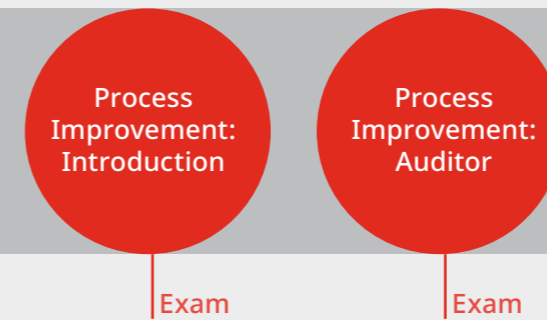 Process
Improvement:
Introduction
Process
Improvement:
Auditor
Exam
Exam